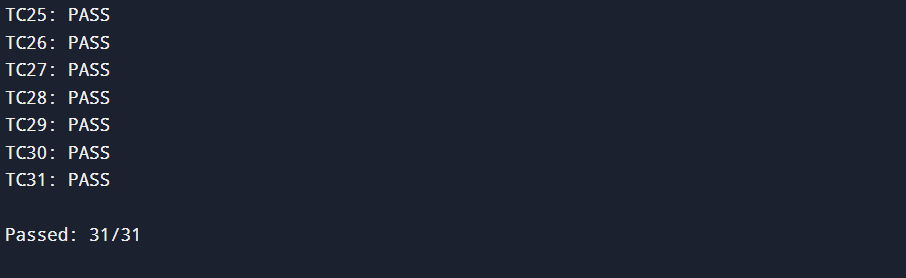 TC25: PASS
TC26: PASS
TC27: PASS
TC28: PASS
TC29: PASS
TC30: PASS
TC31: PASS
Passed: 31/31